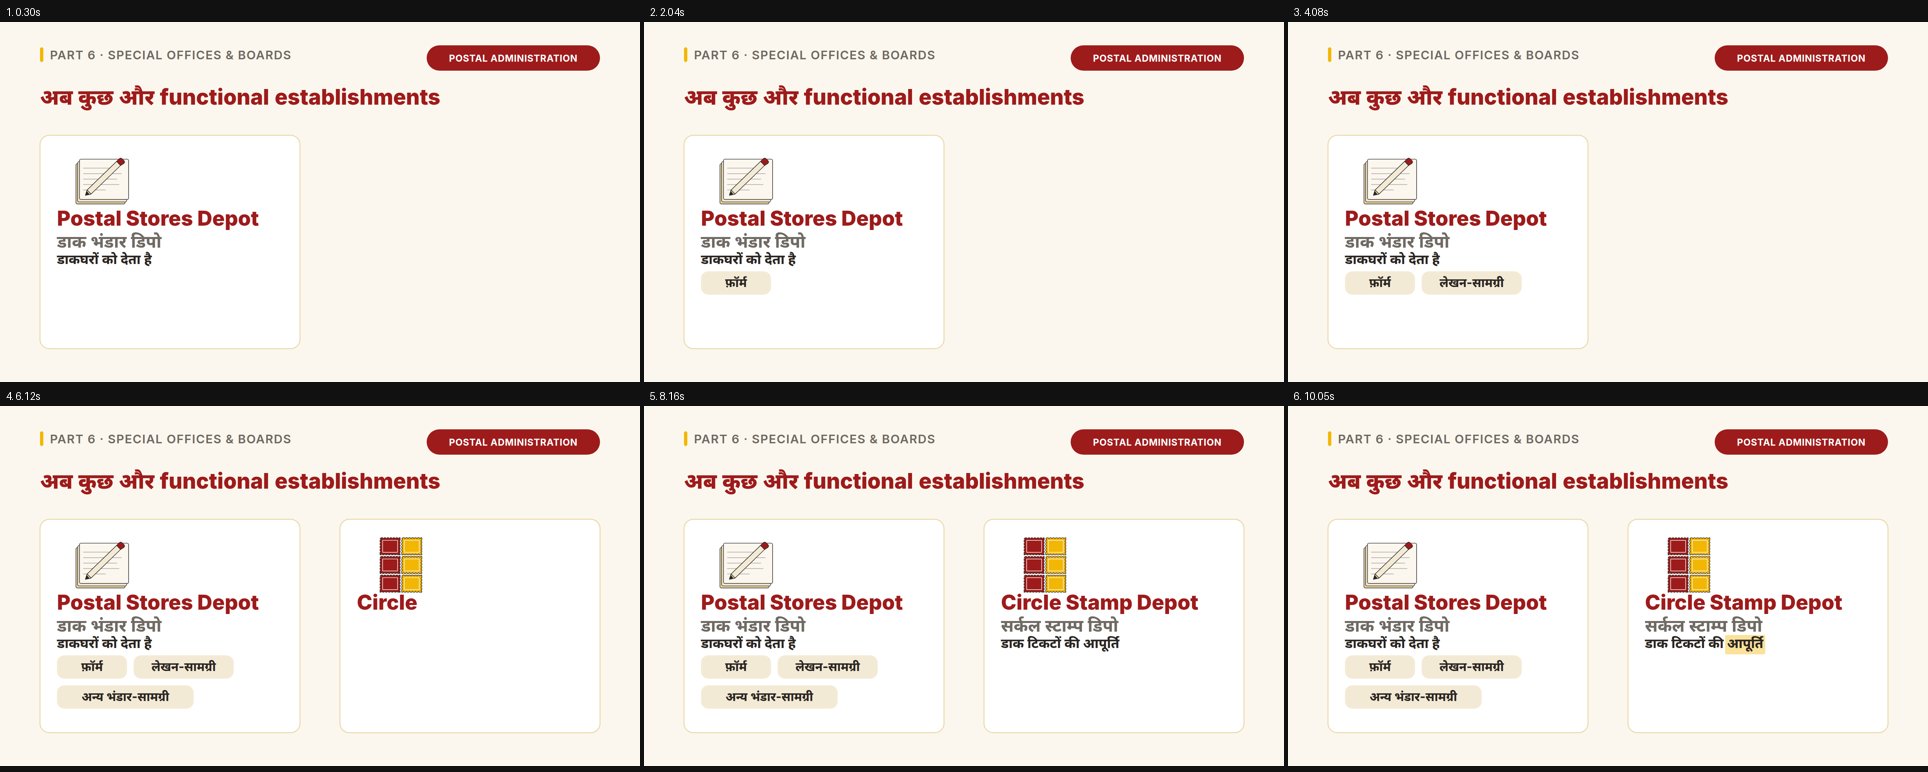 1. 0.30s
PART 6 · SPECIAL OFFICES & BOARDS
POSTAL ADMINISTRATION
अब कुछ और functional establishments
Postal Stores Depot
डाक भंडार डिपो
डाकघरों को देता है
2. 2.04s
PART 6 · SPECIAL OFFICES & BOARDS
POSTAL ADMINISTRATION
अब कुछ और functional establishments
Postal Stores Depot
डाक भंडार डिपो
डाकघरों को देता है
फ़ॉर्म
3. 4.08s
PART 6 · SPECIAL OFFICES & BOARDS
POSTAL ADMINISTRATION
अब कुछ और functional establishments
Postal Stores Depot
डाक भंडार डिपो
डाकघरों को देता है
फ़ॉर्म लेखन-सामग्री
4. 6.12s
PART 6 · SPECIAL OFFICES & BOARDS
POSTAL ADMINISTRATION
अब कुछ और functional establishments
Postal Stores Depot
डाक भंडार डिपो
डाकघरों को देता है
फ़ॉर्म लेखन-सामग्री
अन्य भंडार-सामग्री
Circle
5. 8.16s
PART 6 · SPECIAL OFFICES & BOARDS
POSTAL ADMINISTRATION
अब कुछ और functional establishments
Postal Stores Depot
डाक भंडार डिपो
डाकघरों को देता है
फ़ॉर्म लेखन-सामग्री
अन्य भंडार-सामग्री
Circle Stamp Depot
सर्कल स्टाम्प डिपो
डाक टिकटों की आपूर्ति
6. 10.05s
PART 6 · SPECIAL OFFICES & BOARDS
POSTAL ADMINISTRATION
अब कुछ और functional establishments
Postal Stores Depot
डाक भंडार डिपो
डाकघरों को देता है
फ़ॉर्म लेखन-सामग्री
अन्य भंडार-सामग्री
Circle Stamp Depot
सर्कल स्टाम्प डिपो
डाक टिकटों की आपूर्ति